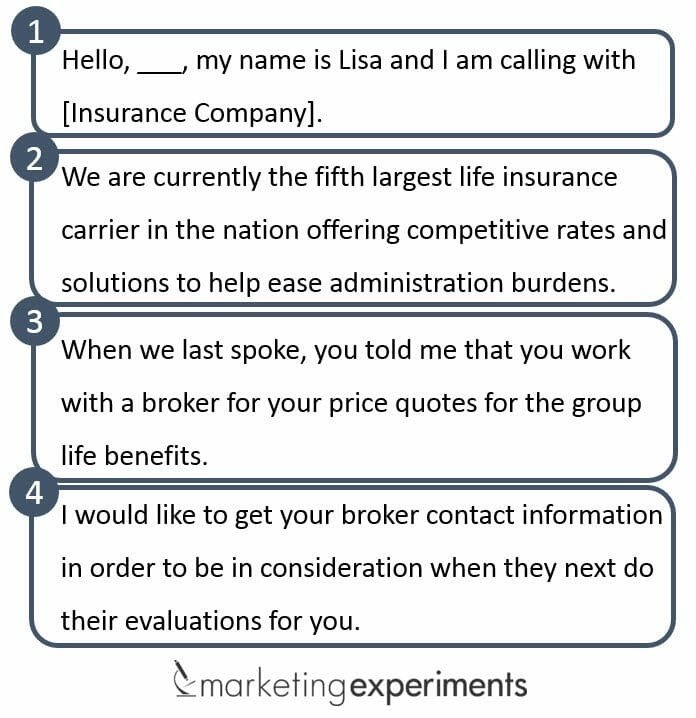 1
Hello, ___, my name is Lisa and I am calling with
[Insurance Company].
2
We are currently the fifth largest life insurance
carrier in the nation offering competitive rates and
solutions to help ease administration burdens.
3
When we last spoke, you told me that you work
with a broker for your price quotes for the group
life benefits.
4
I would like to get your broker contact information
in order to be in consideration when they next do
their evaluations for you.
marketingexperiments